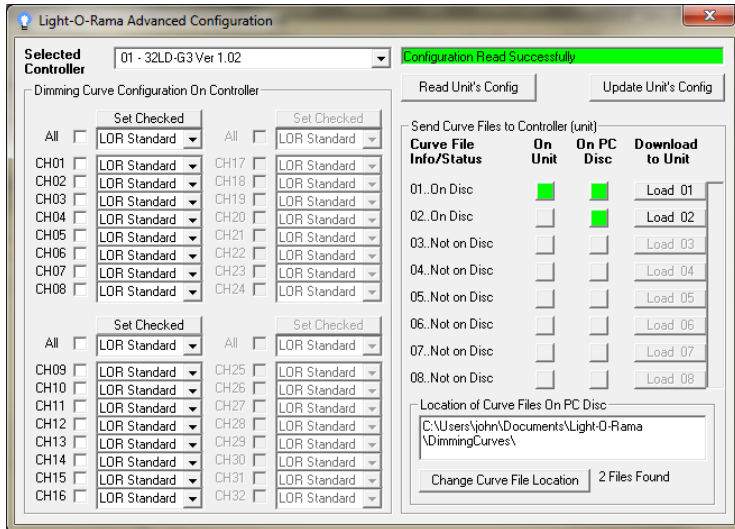 Light-O-Rama Advanced Configuration
Selected Controller
01 - 32LD-G3 Ver 1.02
Configuration Read Successfully
Read Unit's Config
Update Unit's Config
Dimming Curve Configuration On Controller
Set Checked
Set Checked
All LOR Standard All LOR Standard
CH01 LOR Standard CH17 LOR Standard
CH02 LOR Standard CH18 LOR Standard
CH03 LOR Standard CH19 LOR Standard
CH04 LOR Standard CH20 LOR Standard
CH05 LOR Standard CH21 LOR Standard
CH06 LOR Standard CH22 LOR Standard
CH07 LOR Standard CH23 LOR Standard
CH08 LOR Standard CH24 LOR Standard
Set Checked
Set Checked
All LOR Standard All LOR Standard
CH09 LOR Standard CH25 LOR Standard
CH10 LOR Standard CH26 LOR Standard
CH11 LOR Standard CH27 LOR Standard
CH12 LOR Standard CH28 LOR Standard
CH13 LOR Standard CH29 LOR Standard
CH14 LOR Standard CH30 LOR Standard
CH15 LOR Standard CH31 LOR Standard
CH16 LOR Standard CH32 LOR Standard
Send Curve Files to Controller (unit)
Curve File On On PC Download
Info/Status Unit Disc to Unit
01..On Disc Load 01
02..On Disc Load 02
03..Not on Disc Load 03
04..Not on Disc Load 04
05..Not on Disc Load 05
06..Not on Disc Load 06
07..Not on Disc Load 07
08..Not on Disc Load 08
Location of Curve Files On PC Disc
C:\Users\john\Documents\Light-O-Rama
\DimmingCurves\
Change Curve File Location 2 Files Found